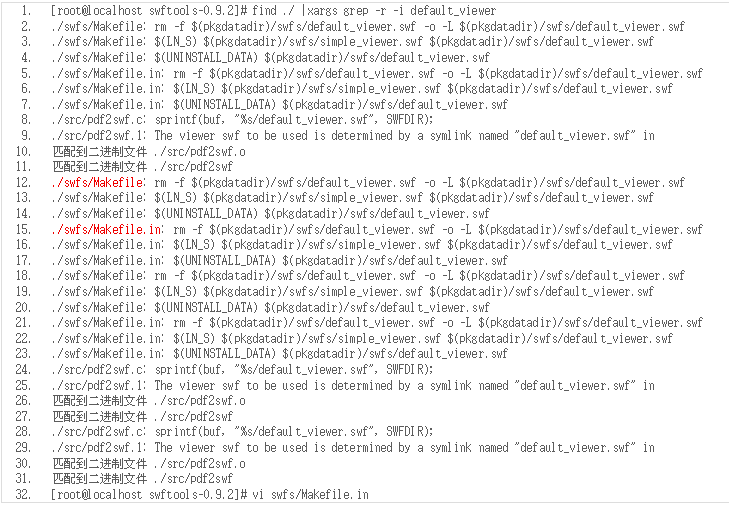 1. [root@localhost swftools-0.9.2]# find ./ |xargs grep -r -i default_viewer
2. ./swfs/Makefile: rm -f $(pkgdatadir)/swfs/default_viewer.swf -o -L $(pkgdatadir)/swfs/default_viewer.swf
3. ./swfs/Makefile: $(LN_S) $(pkgdatadir)/swfs/simple_viewer.swf $(pkgdatadir)/swfs/default_viewer.swf
4. ./swfs/Makefile: $(UNINSTALL_DATA) $(pkgdatadir)/swfs/default_viewer.swf
5. ./swfs/Makefile.in: rm -f $(pkgdatadir)/swfs/default_viewer.swf -o -L $(pkgdatadir)/swfs/default_viewer.swf
6. ./swfs/Makefile.in: $(LN_S) $(pkgdatadir)/swfs/simple_viewer.swf $(pkgdatadir)/swfs/default_viewer.swf
7. ./swfs/Makefile.in: $(UNINSTALL_DATA) $(pkgdatadir)/swfs/default_viewer.swf
8. ./src/pdf2swf.c: sprintf(buf, "%s/default_viewer.swf", SWFDIR);
9. ./src/pdf2swf.1: The viewer swf to be used is determined by a symlink named "default_viewer.swf" in
10. 匹配到二进制文件 ./src/pdf2swf.o
11. 匹配到二进制文件 ./src/pdf2swf
12. ./swfs/Makefile: rm -f $(pkgdatadir)/swfs/default_viewer.swf -o -L $(pkgdatadir)/swfs/default_viewer.swf
13. ./swfs/Makefile: $(LN_S) $(pkgdatadir)/swfs/simple_viewer.swf $(pkgdatadir)/swfs/default_viewer.swf
14. ./swfs/Makefile: $(UNINSTALL_DATA) $(pkgdatadir)/swfs/default_viewer.swf
15. ./swfs/Makefile.in: rm -f $(pkgdatadir)/swfs/default_viewer.swf -o -L $(pkgdatadir)/swfs/default_viewer.swf
16. ./swfs/Makefile.in: $(LN_S) $(pkgdatadir)/swfs/simple_viewer.swf $(pkgdatadir)/swfs/default_viewer.swf
17. ./swfs/Makefile.in: $(UNINSTALL_DATA) $(pkgdatadir)/swfs/default_viewer.swf
18. ./swfs/Makefile: rm -f $(pkgdatadir)/swfs/default_viewer.swf -o -L $(pkgdatadir)/swfs/default_viewer.swf
19. ./swfs/Makefile: $(LN_S) $(pkgdatadir)/swfs/simple_viewer.swf $(pkgdatadir)/swfs/default_viewer.swf
20. ./swfs/Makefile: $(UNINSTALL_DATA) $(pkgdatadir)/swfs/default_viewer.swf
21. ./swfs/Makefile.in: rm -f $(pkgdatadir)/swfs/default_viewer.swf -o -L $(pkgdatadir)/swfs/default_viewer.swf
22. ./swfs/Makefile.in: $(LN_S) $(pkgdatadir)/swfs/simple_viewer.swf $(pkgdatadir)/swfs/default_viewer.swf
23. ./swfs/Makefile.in: $(UNINSTALL_DATA) $(pkgdatadir)/swfs/default_viewer.swf
24. ./src/pdf2swf.c: sprintf(buf, "%s/default_viewer.swf", SWFDIR);
25. ./src/pdf2swf.1: The viewer swf to be used is determined by a symlink named "default_viewer.swf" in
26. 匹配到二进制文件 ./src/pdf2swf.o
27. 匹配到二进制文件 ./src/pdf2swf
28. ./src/pdf2swf.c: sprintf(buf, "%s/default_viewer.swf", SWFDIR);
29. ./src/pdf2swf.1: The viewer swf to be used is determined by a symlink named "default_viewer.swf" in
30. 匹配到二进制文件 ./src/pdf2swf.o
31. 匹配到二进制文件 ./src/pdf2swf
32. [root@localhost swftools-0.9.2]# vi swfs/Makefile.in